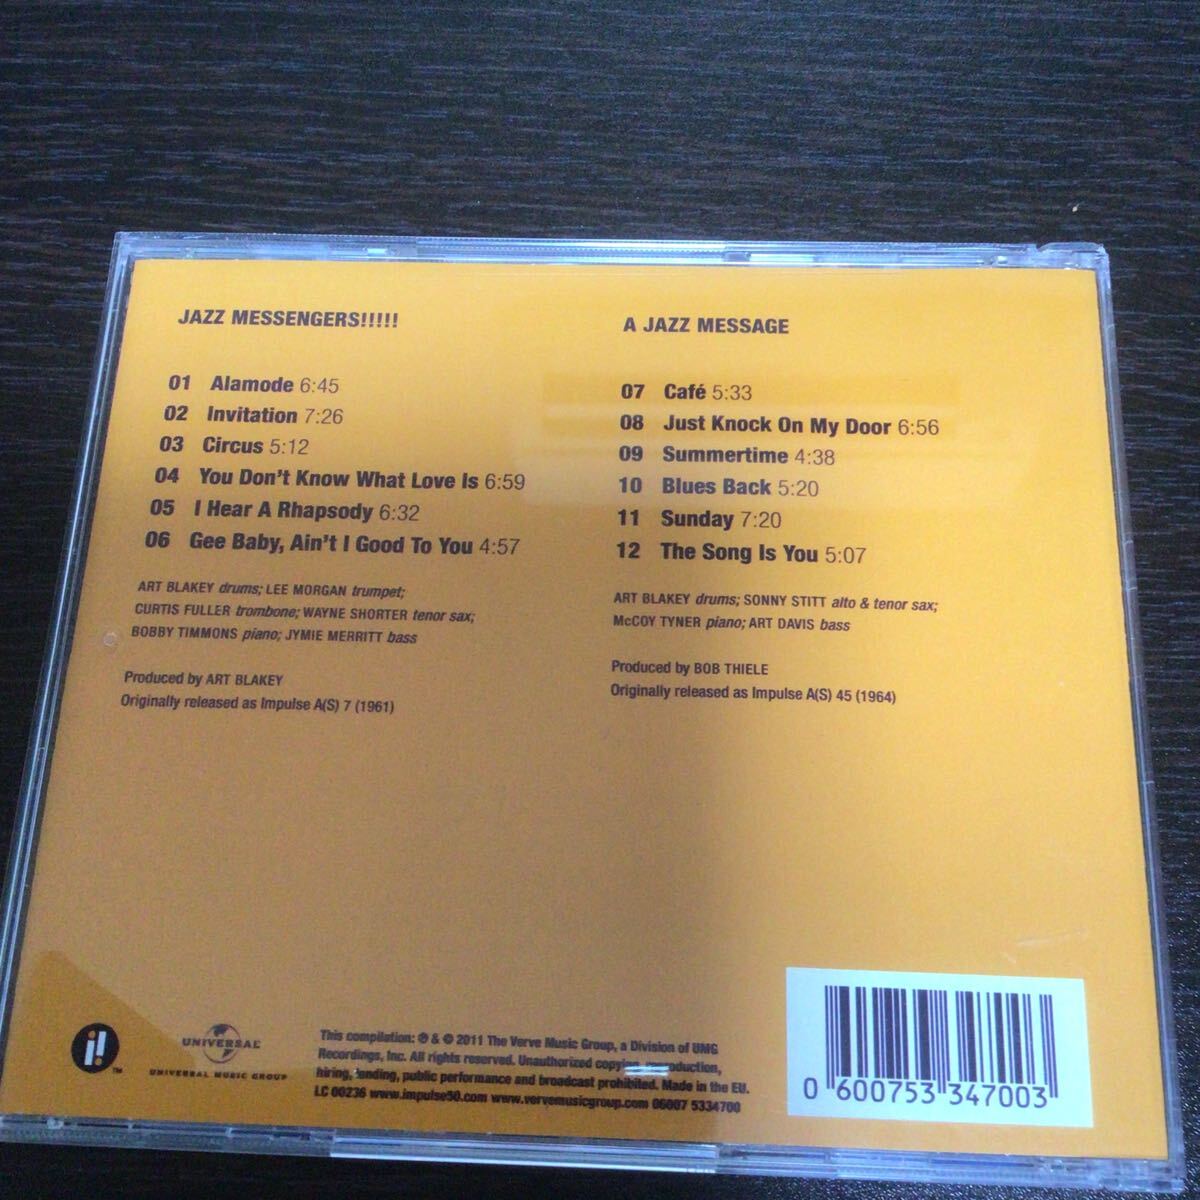 JAZZ MESSENGERS!!!!!
01 Alamode 6:45
02 Invitation 7:26
03 Circus 5:12
04 You Don't Know What Love Is 6:59
05 I Hear A Rhapsody 6:32
06 Gee Baby, Ain't I Good To You 4:57
ART BLAKEY drums; LEE MORGAN trumpet;
CURTIS FULLER trombone; WAYNE SHORTER tenor sax;
BOBBY TIMMONS piano; JYMIE MERRITT bass
Produced by ART BLAKEY
Originally released as Impulse A(S) 7 (1961)
A JAZZ MESSAGE
07 Café 5:33
08 Just Knock On My Door 6:56
09 Summertime 4:38
10 Blues Back 5:20
11 Sunday 7:20
12 The Song Is You 5:07
ART BLAKEY drums; SONNY STITT alto & tenor sax;
McCOY TYNER piano; ART DAVIS bass
Produced by BOB THIELE
Originally released as Impulse A(S) 45 (1964)
i!™
UNIVERSAL
UNIVERSAL MUSIC GROUP
This compilation: ℗ & © 2011 The Verve Music Group, a Division of UMG
Recordings, Inc. All rights reserved. Unauthorized copying, reproduction,
hiring, lending, public performance and broadcast prohibited. Made in the EU.
LC 00236 www.impulse50.com www.vervemusicgroup.com 06007 5334700
0 600753 347003